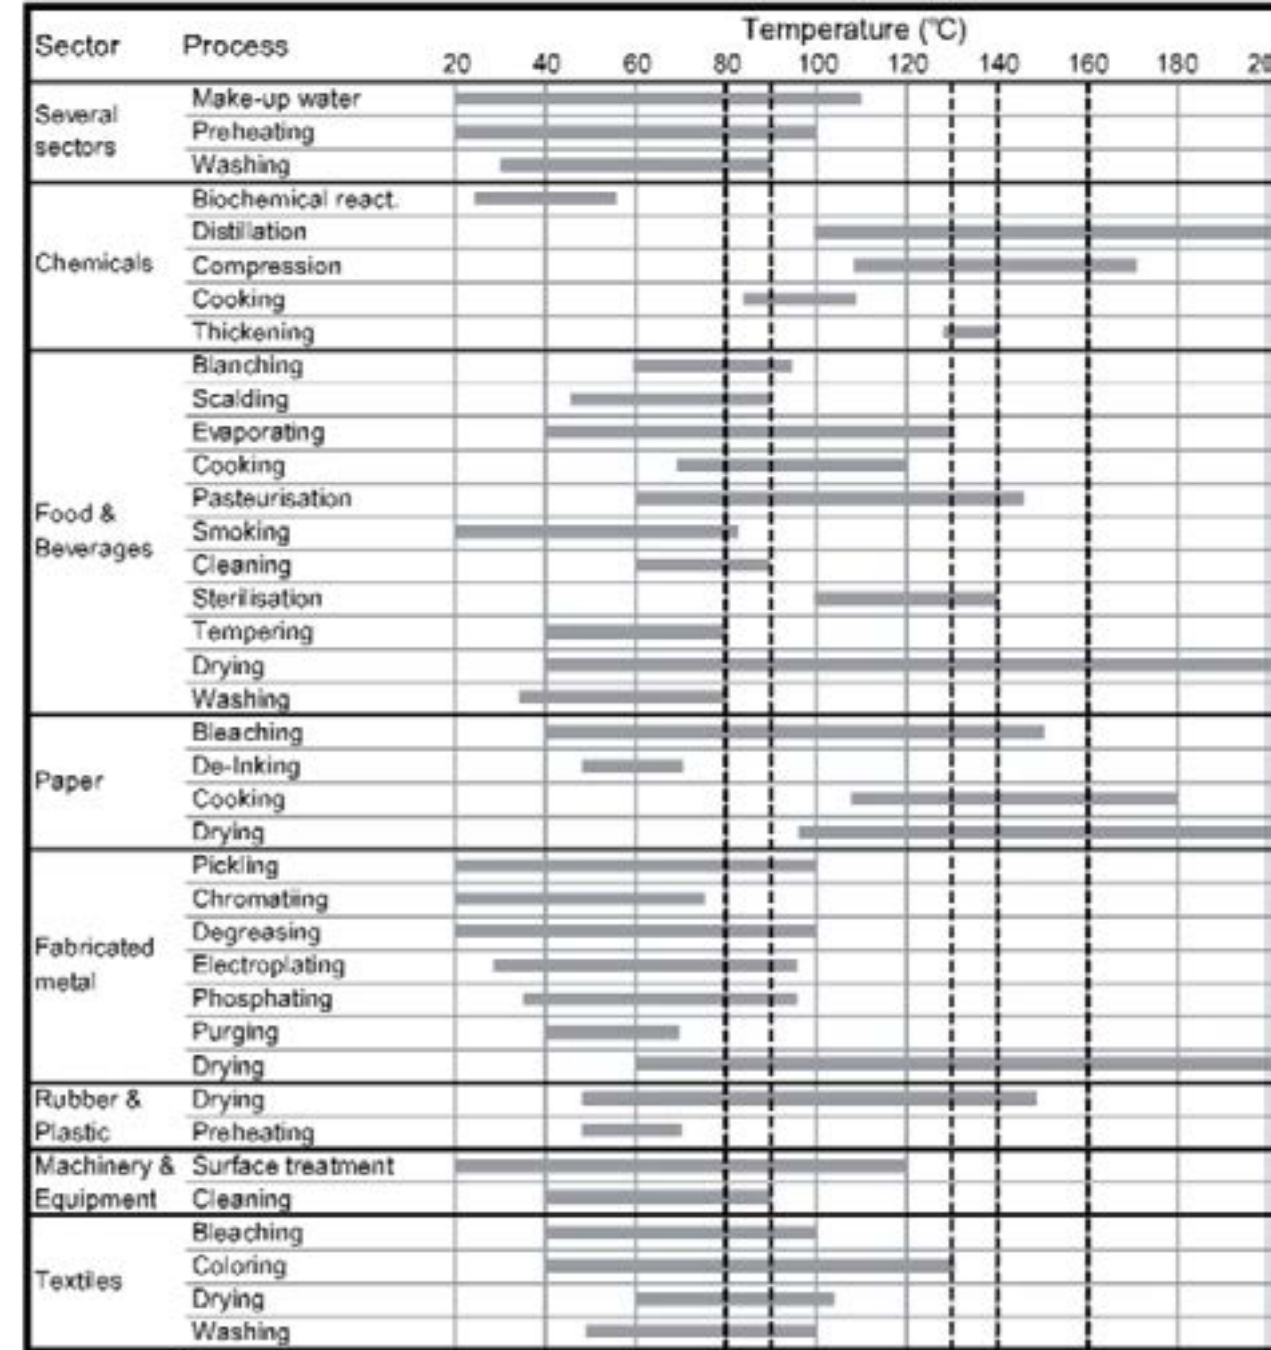 Temperature (°C)
Sector Process
20 40 60 80 100 120 140 160 180
Several
sectors
Make-up water
Preheating
Washing
Chemicals
Biochemical react.
Distillation
Compression
Cooking
Thickening
Food &
Beverages
Blanching
Scalding
Evaporating
Cooking
Pasteurisation
Smoking
Cleaning
Sterilisation
Tempering
Drying
Washing
Paper
Bleaching
De-Inking
Cooking
Drying
Fabricated
metal
Pickling
Chromatiing
Degreasing
Electroplating
Phosphating
Purging
Drying
Rubber &
Plastic
Drying
Preheating
Machinery &
Equipment
Surface treatment
Cleaning
Textiles
Bleaching
Coloring
Drying
Washing